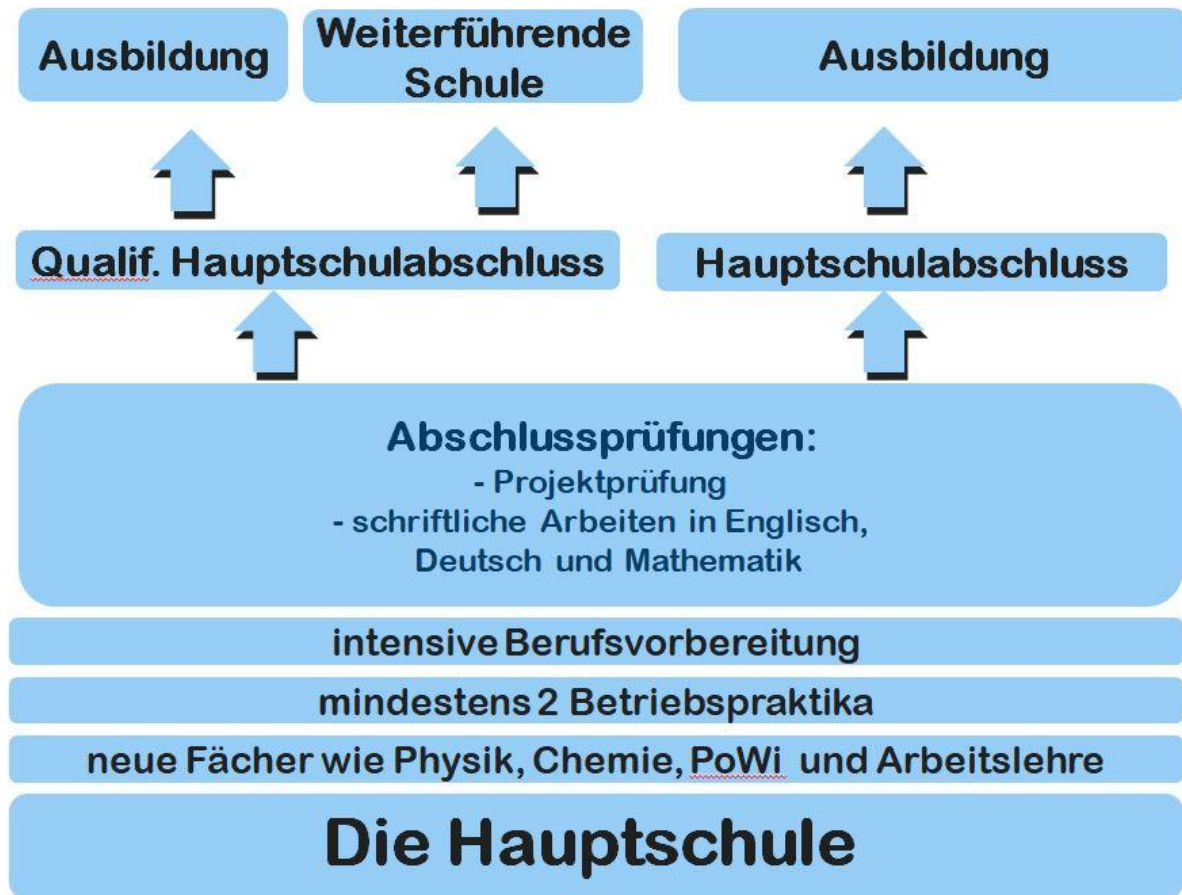 Ausbildung
Weiterführende
Schule
Ausbildung
Qualif. Hauptschulabschluss
Hauptschulabschluss
Abschlussprüfungen:
- Projektprüfung
- schriftliche Arbeiten in Englisch,
Deutsch und Mathematik
intensive Berufsvorbereitung
mindestens 2 Betriebspraktika
neue Fächer wie Physik, Chemie, PoWi und Arbeitslehre
Die Hauptschule